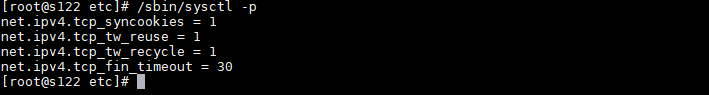 [root@s122 etc]# /sbin/sysctl -p
net.ipv4.tcp_syncookies = 1
net.ipv4.tcp_tw_reuse = 1
net.ipv4.tcp_tw_recycle = 1
net.ipv4.tcp_fin_timeout = 30
[root@s122 etc]#